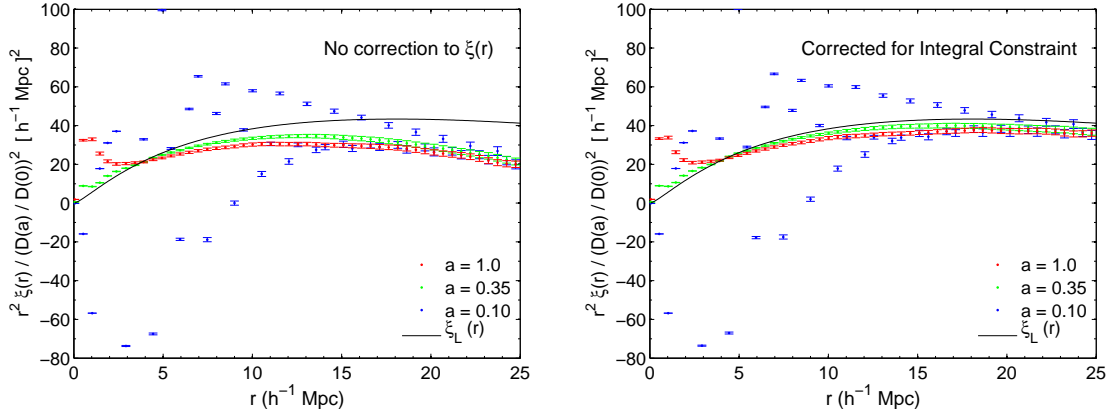 100
80
60
40
20
0
−20
−40
−60
−80
0 5 10 15 20 25
r (h⁻¹ Mpc)
r² ξ(r) / (D(a) / D(0))² [ h⁻¹ Mpc ]²
No correction to ξ(r)
a = 1.0
a = 0.35
a = 0.10
ξ_L (r)
100
80
60
40
20
0
−20
−40
−60
−80
0 5 10 15 20 25
r (h⁻¹ Mpc)
r² ξ(r) / (D(a) / D(0))² [ h⁻¹ Mpc ]²
Corrected for Integral Constraint
a = 1.0
a = 0.35
a = 0.10
ξ_L (r)